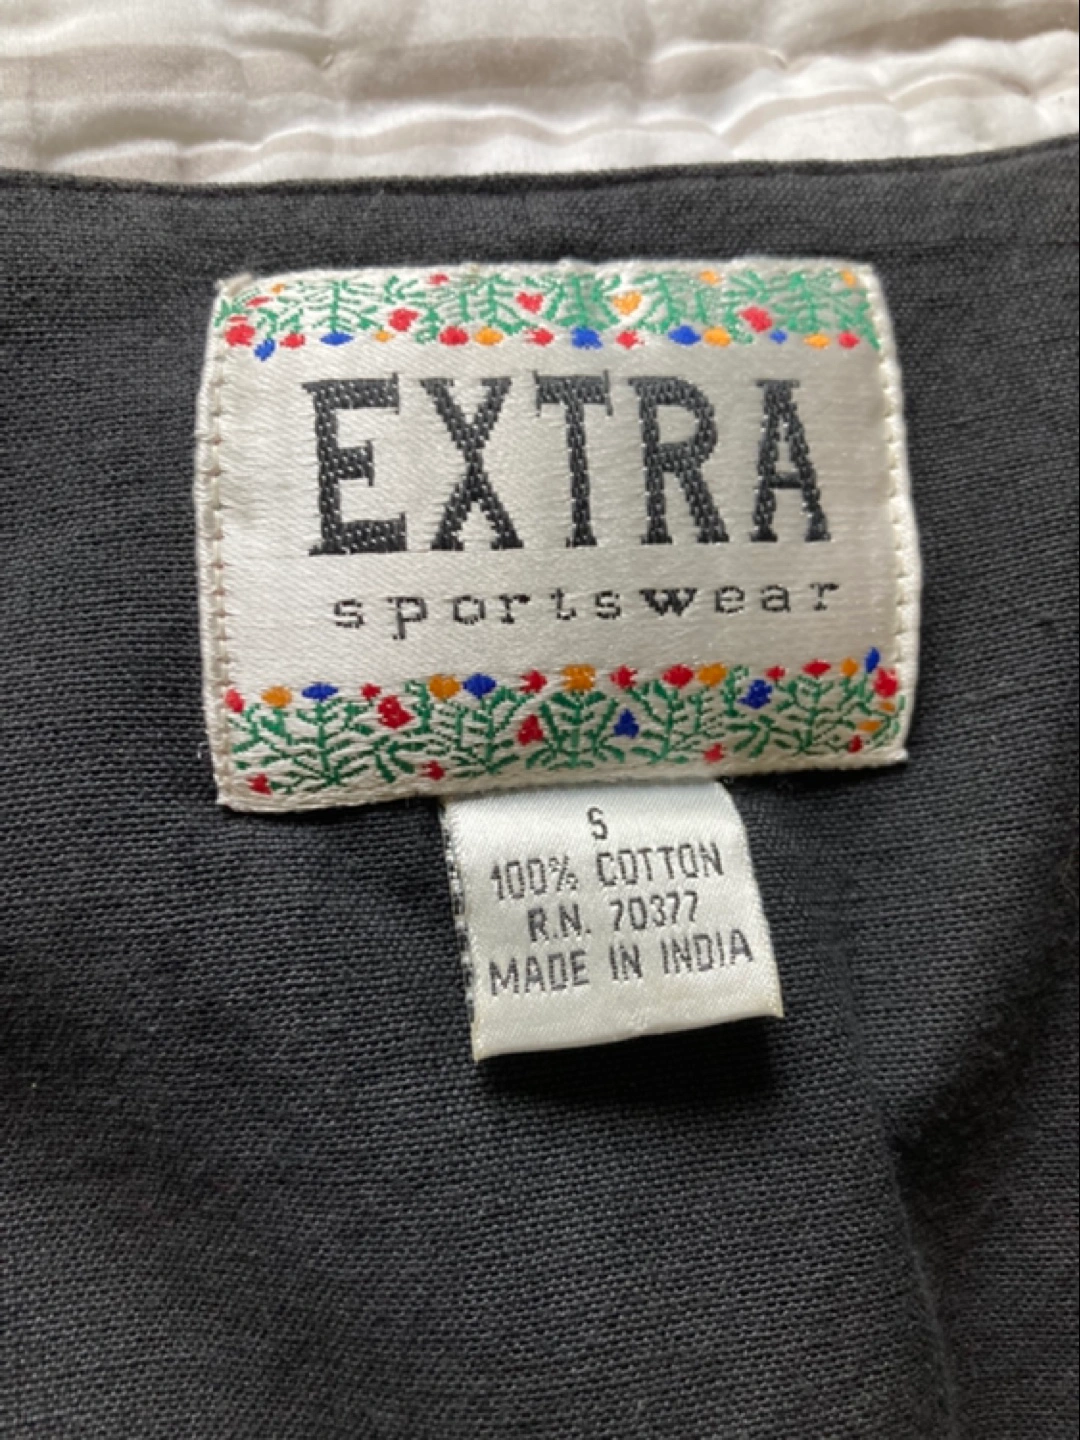 EXTRA
sportswear
S
100% COTTON
R.N. 70377
MADE IN INDIA